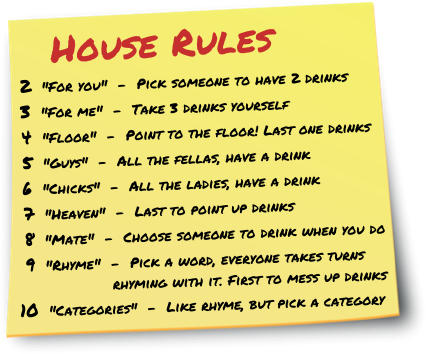 House Rules
2 "For you" - Pick someone to have 2 drinks
3 "For me" - Take 3 drinks yourself
4 "Floor" - Point to the floor! Last one drinks
5 "Guys" - All the fellas, have a drink
6 "Chicks" - All the ladies, have a drink
7 "Heaven" - Last to point up drinks
8 "Mate" - Choose someone to drink when you do
9 "Rhyme" - Pick a word, everyone takes turns
rhyming with it. First to mess up drinks
10 "Categories" - Like rhyme, but pick a category